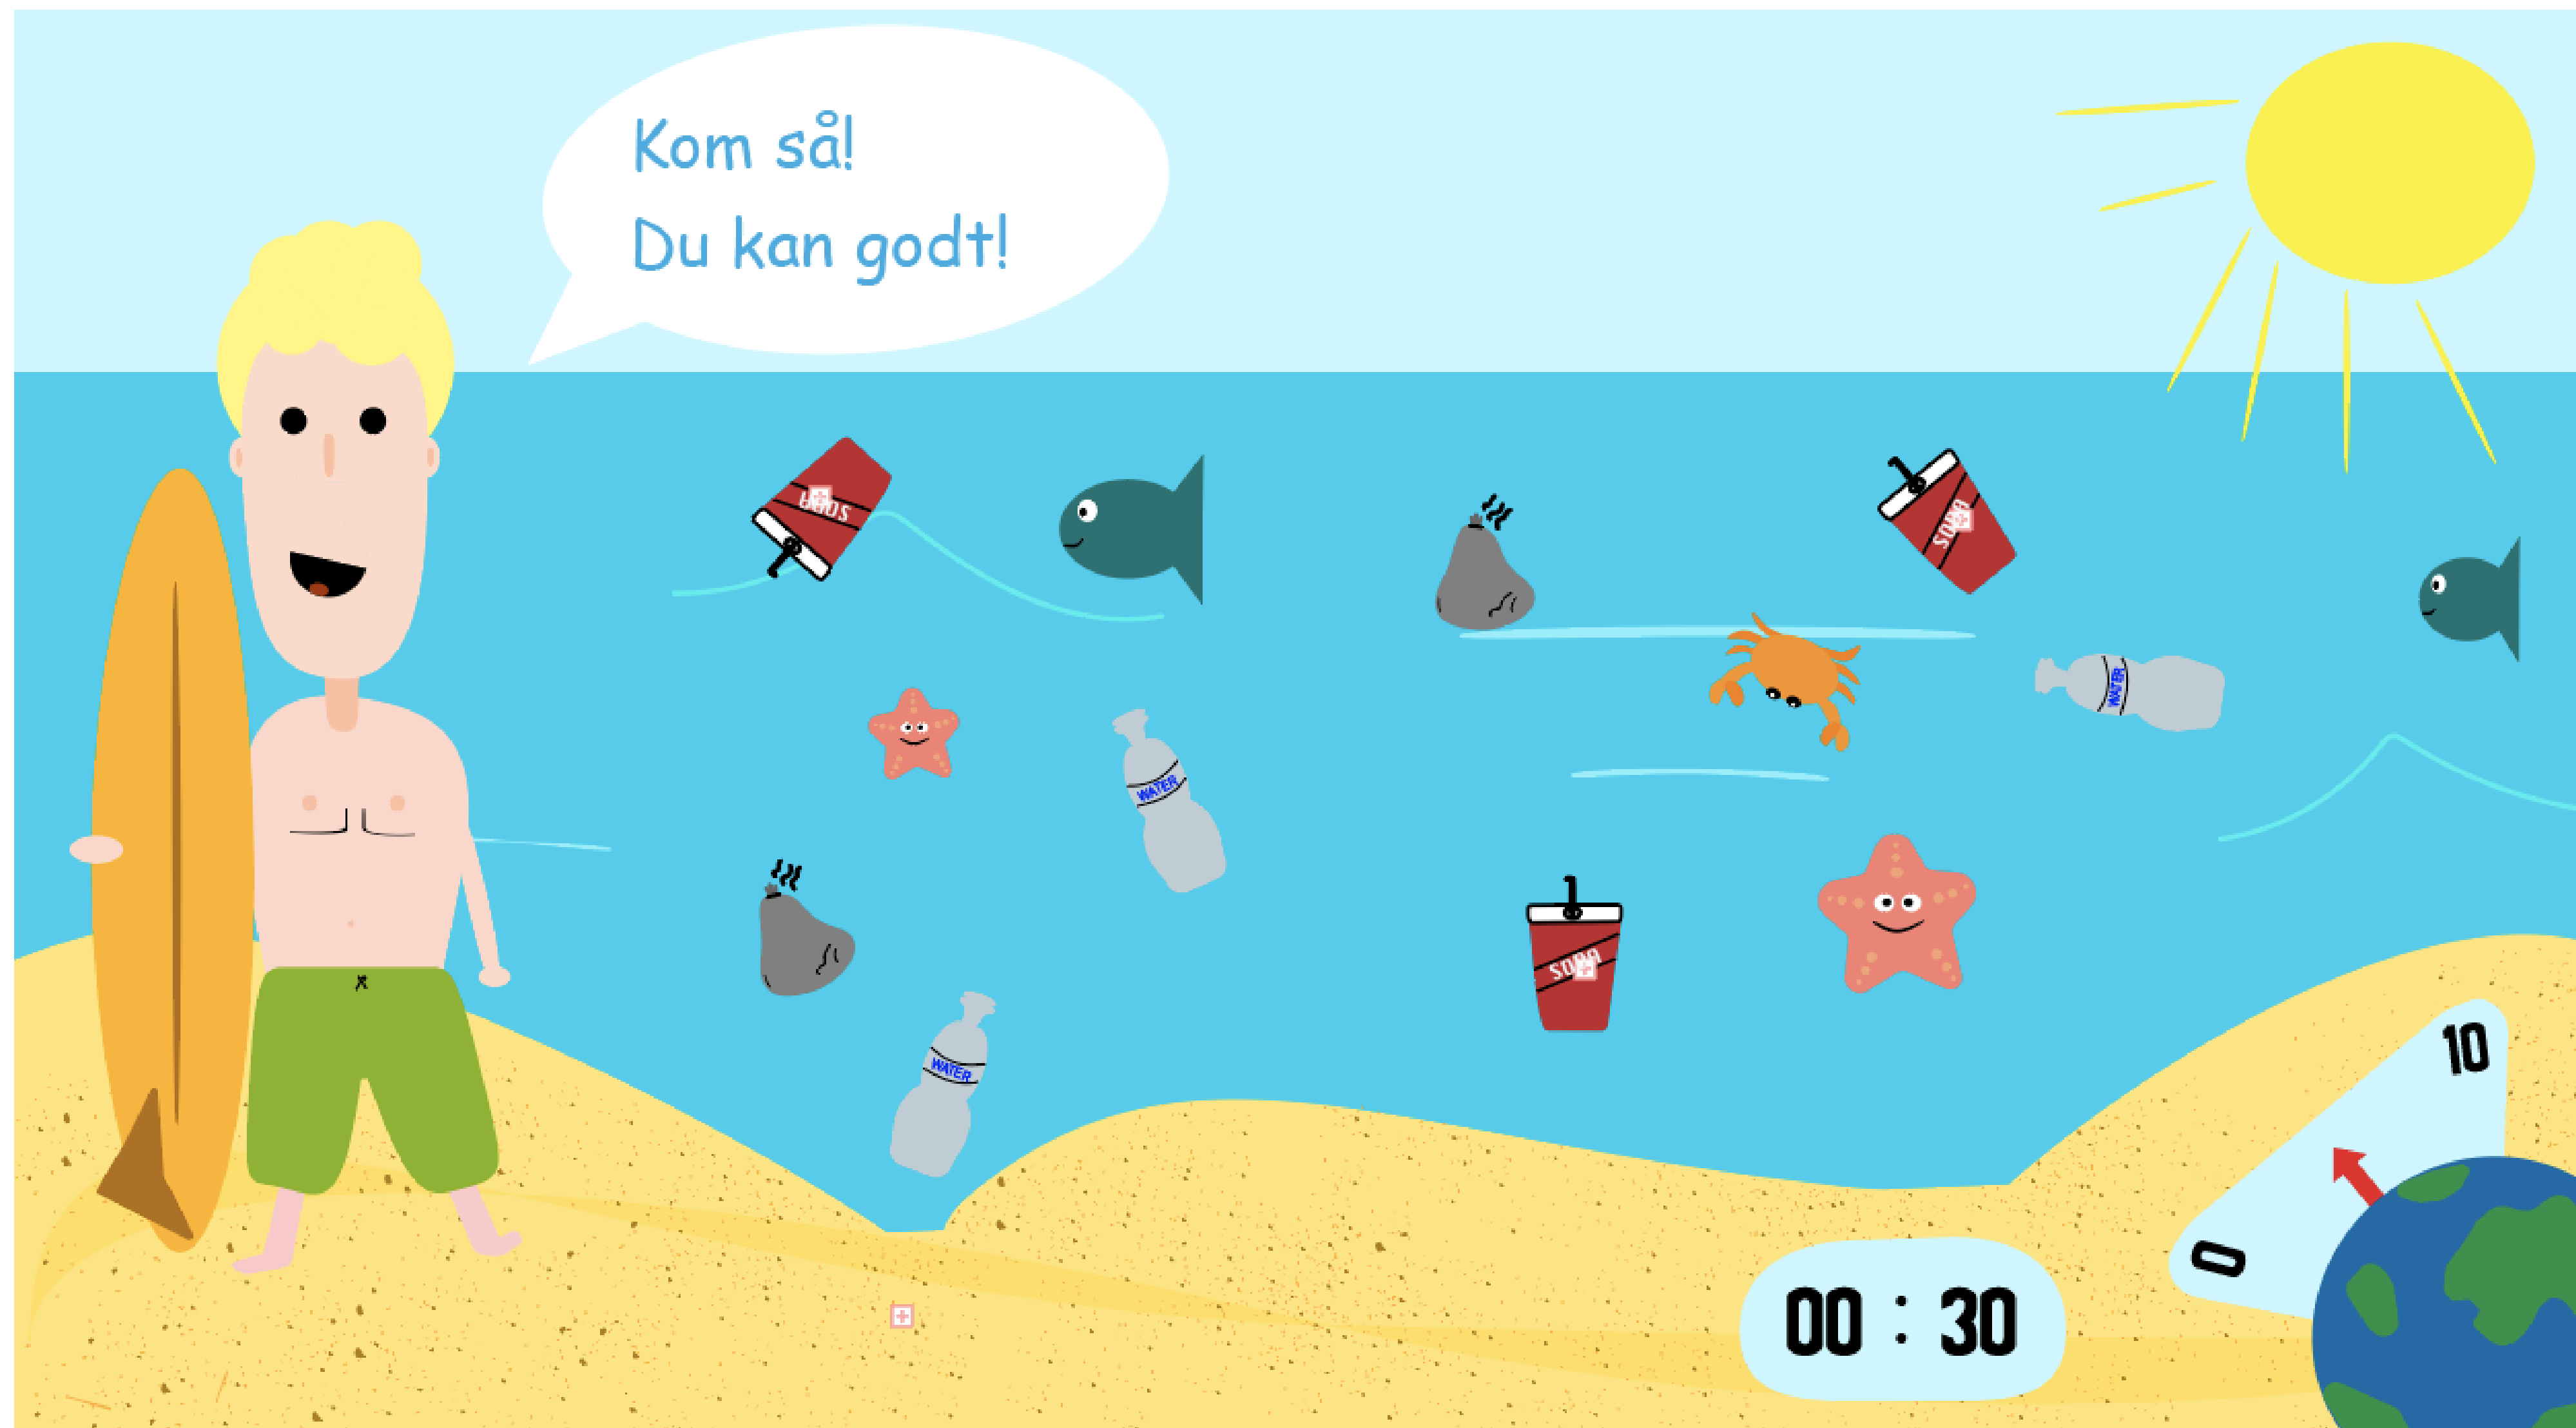 Kom så!
Du kan godt!
SODA
SODA
WATER
WATER
SODA
WATER
10
0
00 : 30